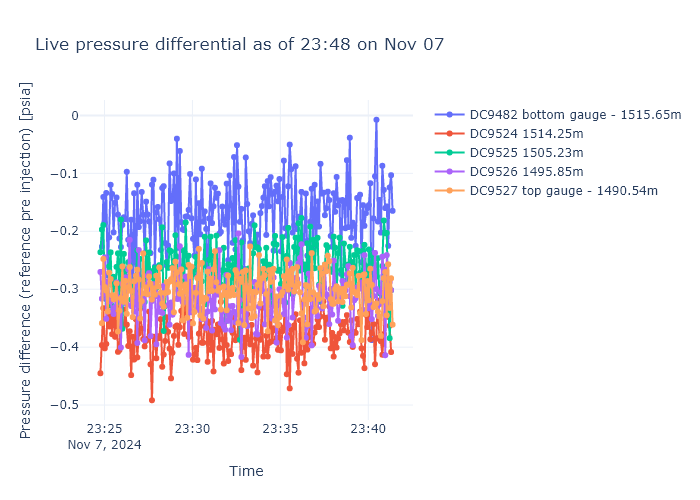 Live pressure differential as of 23:48 on Nov 07
Pressure difference (reference pre injection) [psia]
0
−0.1
−0.2
−0.3
−0.4
−0.5
23:25
Nov 7, 2024
23:30
23:35
23:40
Time
DC9482 bottom gauge - 1515.65m
DC9524 1514.25m
DC9525 1505.23m
DC9526 1495.85m
DC9527 top gauge - 1490.54m